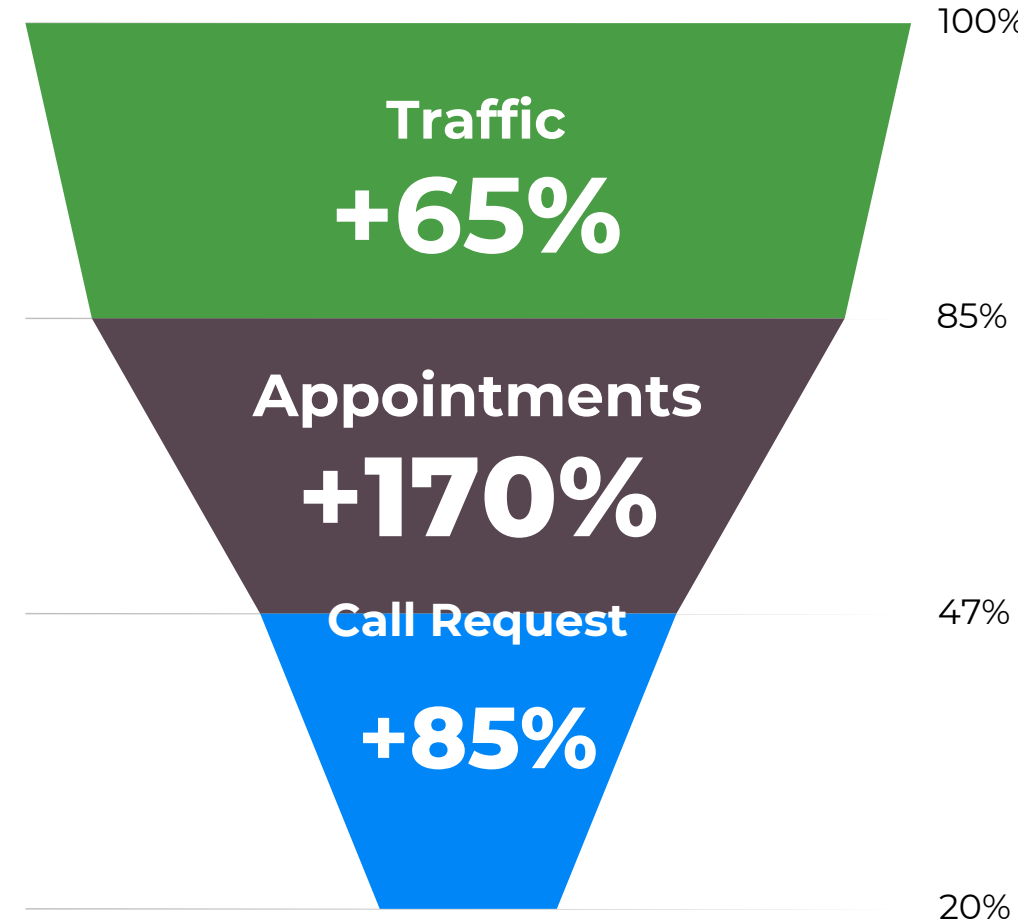 100%
Traffic
+65%
85%
Appointments
+170%
Call Request
47%
+85%
20%